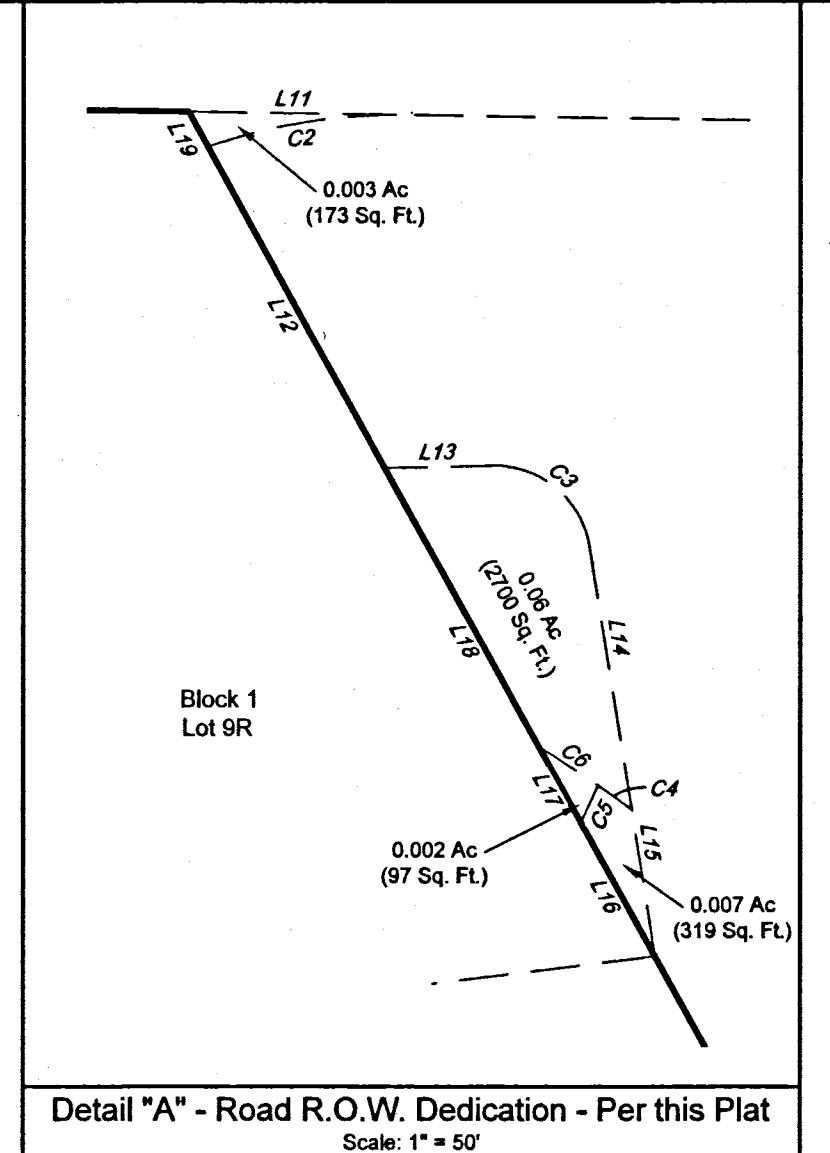 L11
C2
L19
0.003 Ac
(173 Sq. Ft.)
L12
L13
C3
0.06 Ac
(2700 Sq. Ft.)
L14
L18
Block 1
Lot 9R
C6
C4
L17
C5
L15
0.002 Ac
(97 Sq. Ft.)
L16
0.007 Ac
(319 Sq. Ft.)
Detail "A" - Road R.O.W. Dedication - Per this Plat
Scale: 1" = 50'